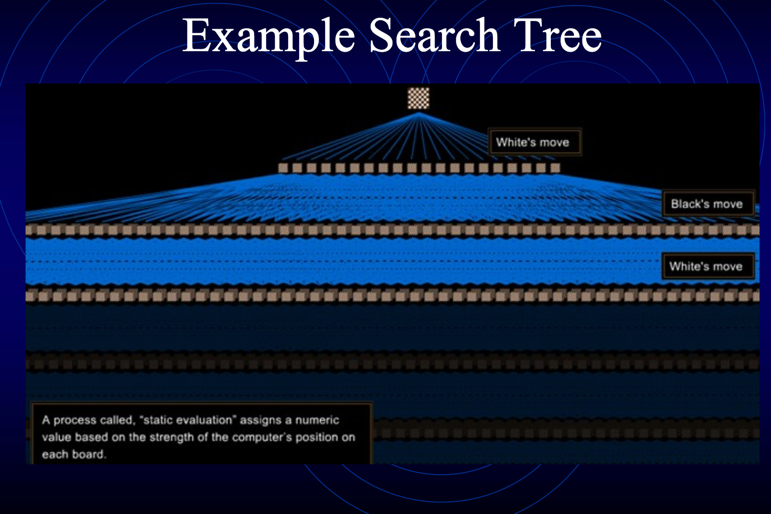 Example Search Tree
White's move
Black's move
White's move
A process called, “static evaluation” assigns a numeric
value based on the strength of the computer's position on
each board.